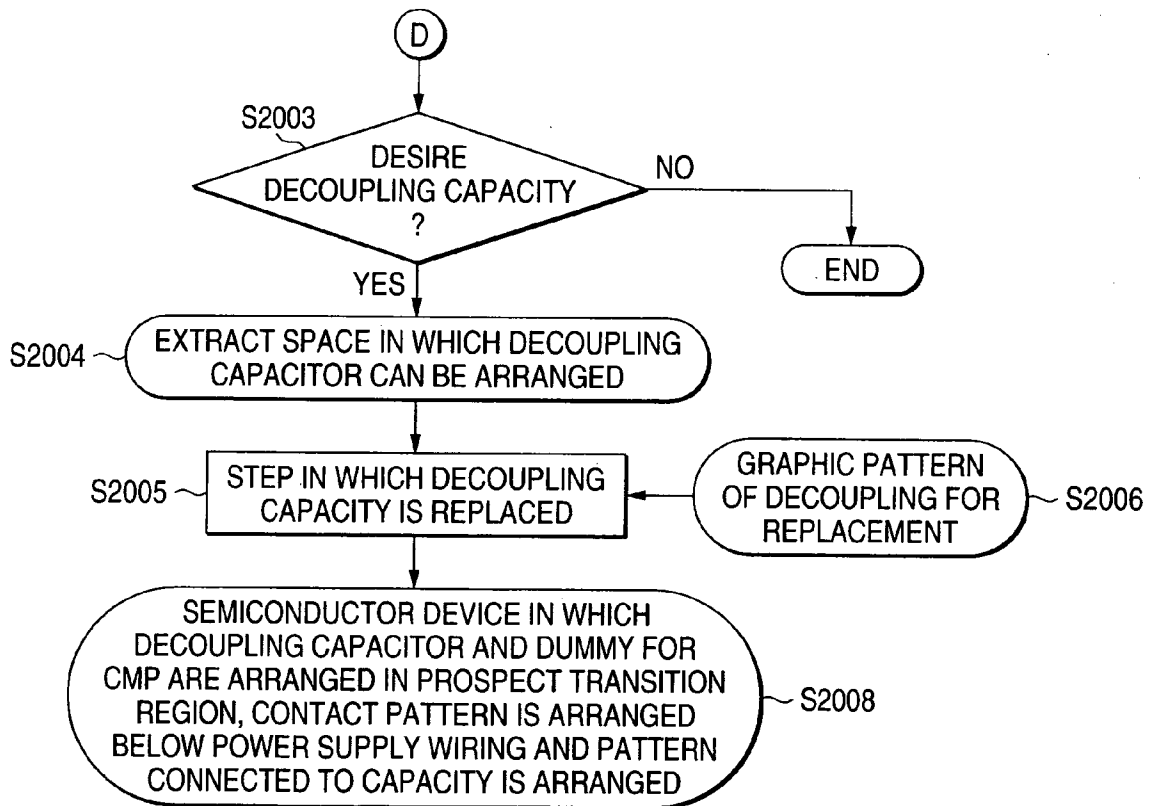 D
S2003
DESIRE
DECOUPLING CAPACITY
?
NO
END
YES
S2004
EXTRACT SPACE IN WHICH DECOUPLING
CAPACITOR CAN BE ARRANGED
S2005
STEP IN WHICH DECOUPLING
CAPACITY IS REPLACED
GRAPHIC PATTERN
OF DECOUPLING FOR
REPLACEMENT
S2006
SEMICONDUCTOR DEVICE IN WHICH
DECOUPLING CAPACITOR AND DUMMY FOR
CMP ARE ARRANGED IN PROSPECT TRANSITION
REGION, CONTACT PATTERN IS ARRANGED
BELOW POWER SUPPLY WIRING AND PATTERN
CONNECTED TO CAPACITY IS ARRANGED
S2008